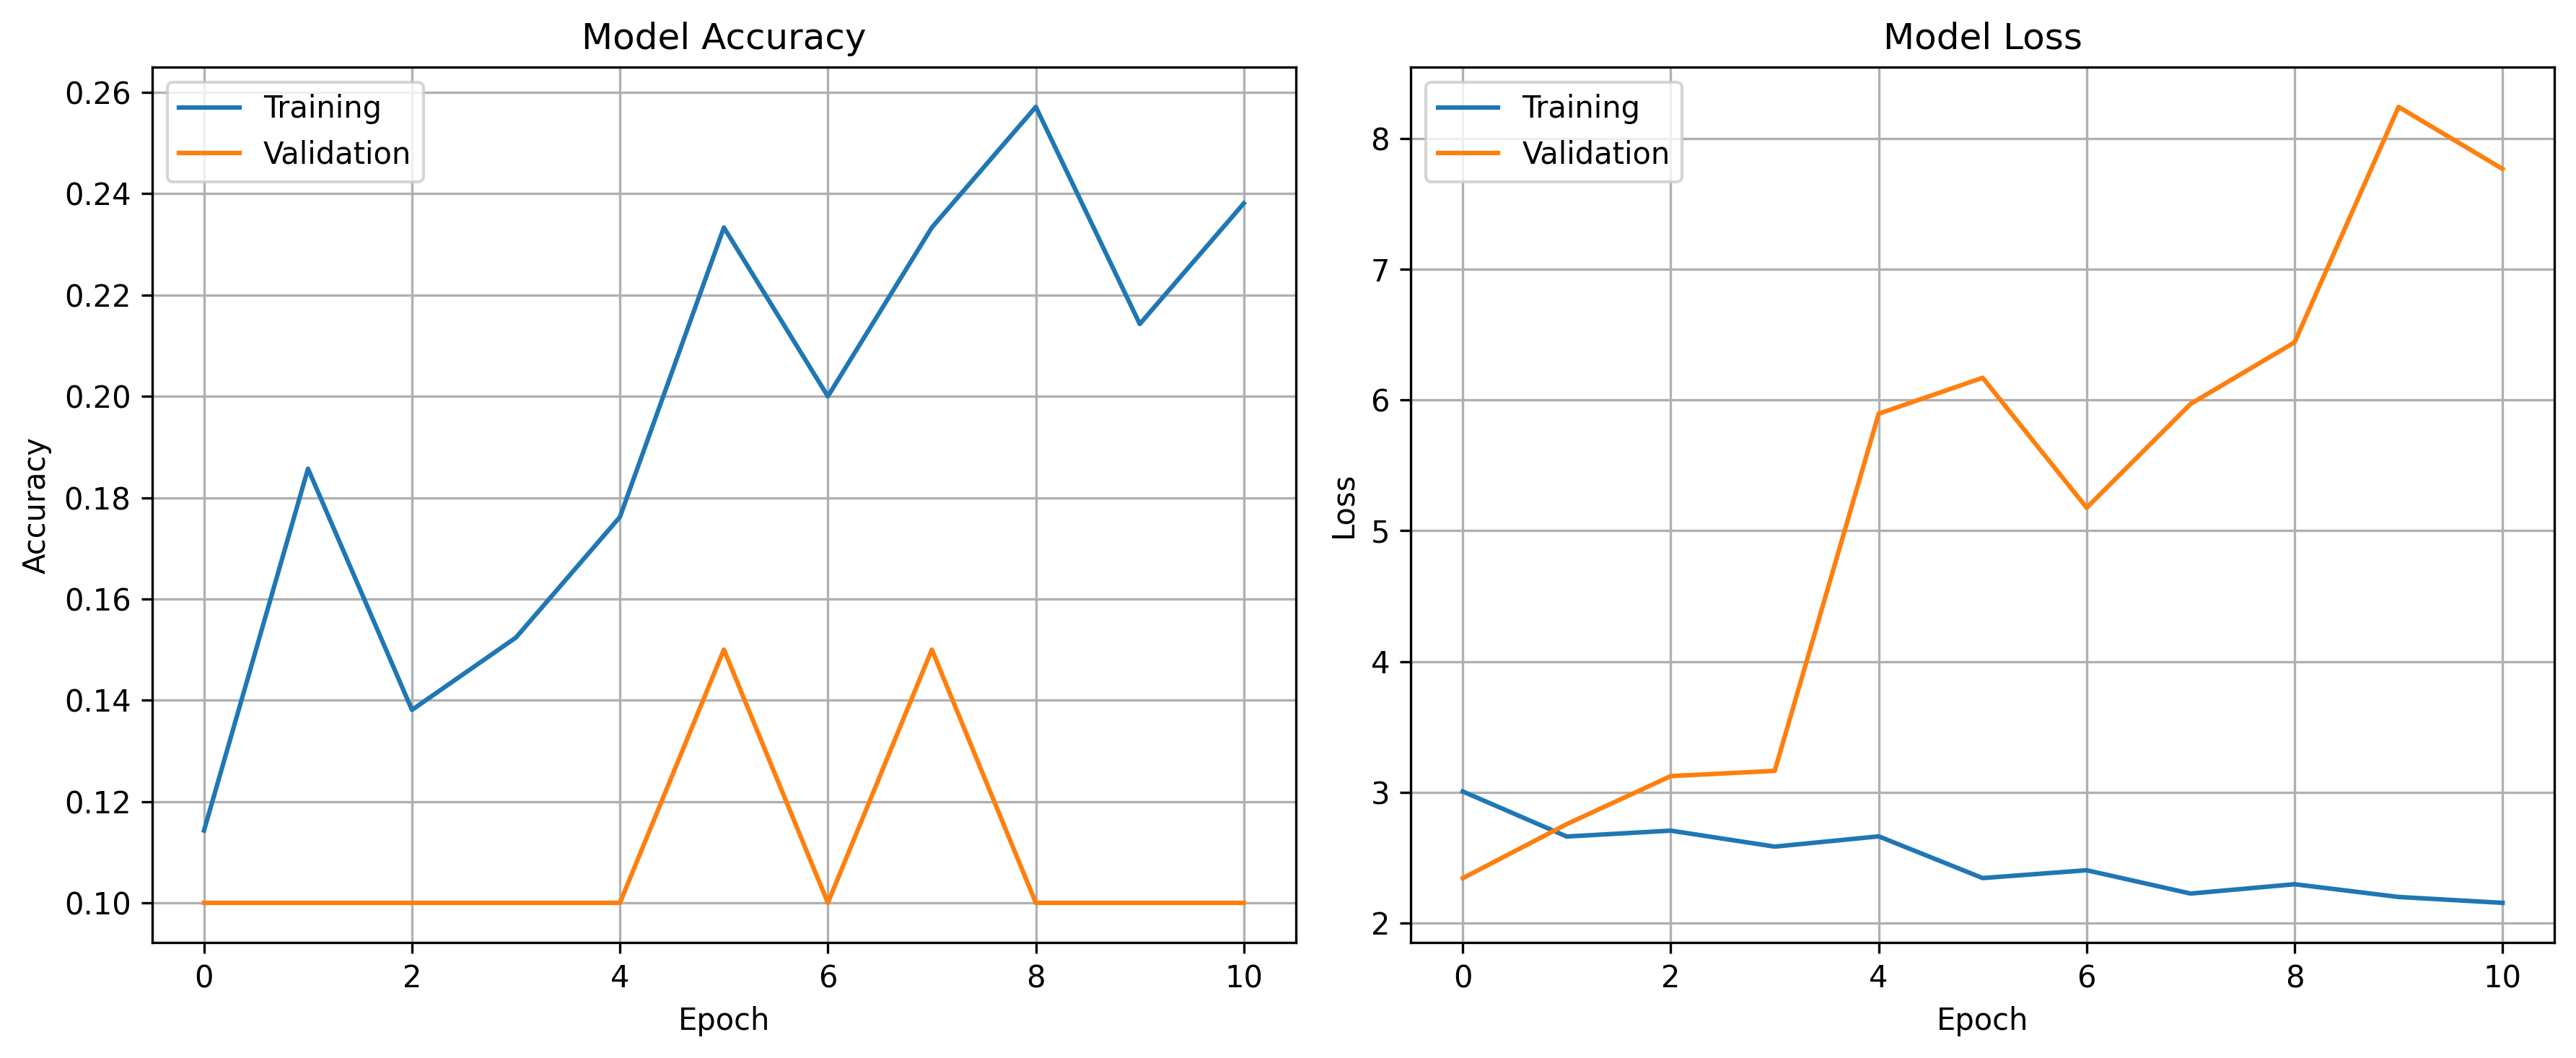 Model Accuracy
0.26
0.24
0.22
0.20
0.18
0.16
0.14
0.12
0.10
Accuracy
Training
Validation
0 2 4 6 8 10
Epoch
Model Loss
8
7
6
5
4
3
2
Loss
Training
Validation
0 2 4 6 8 10
Epoch